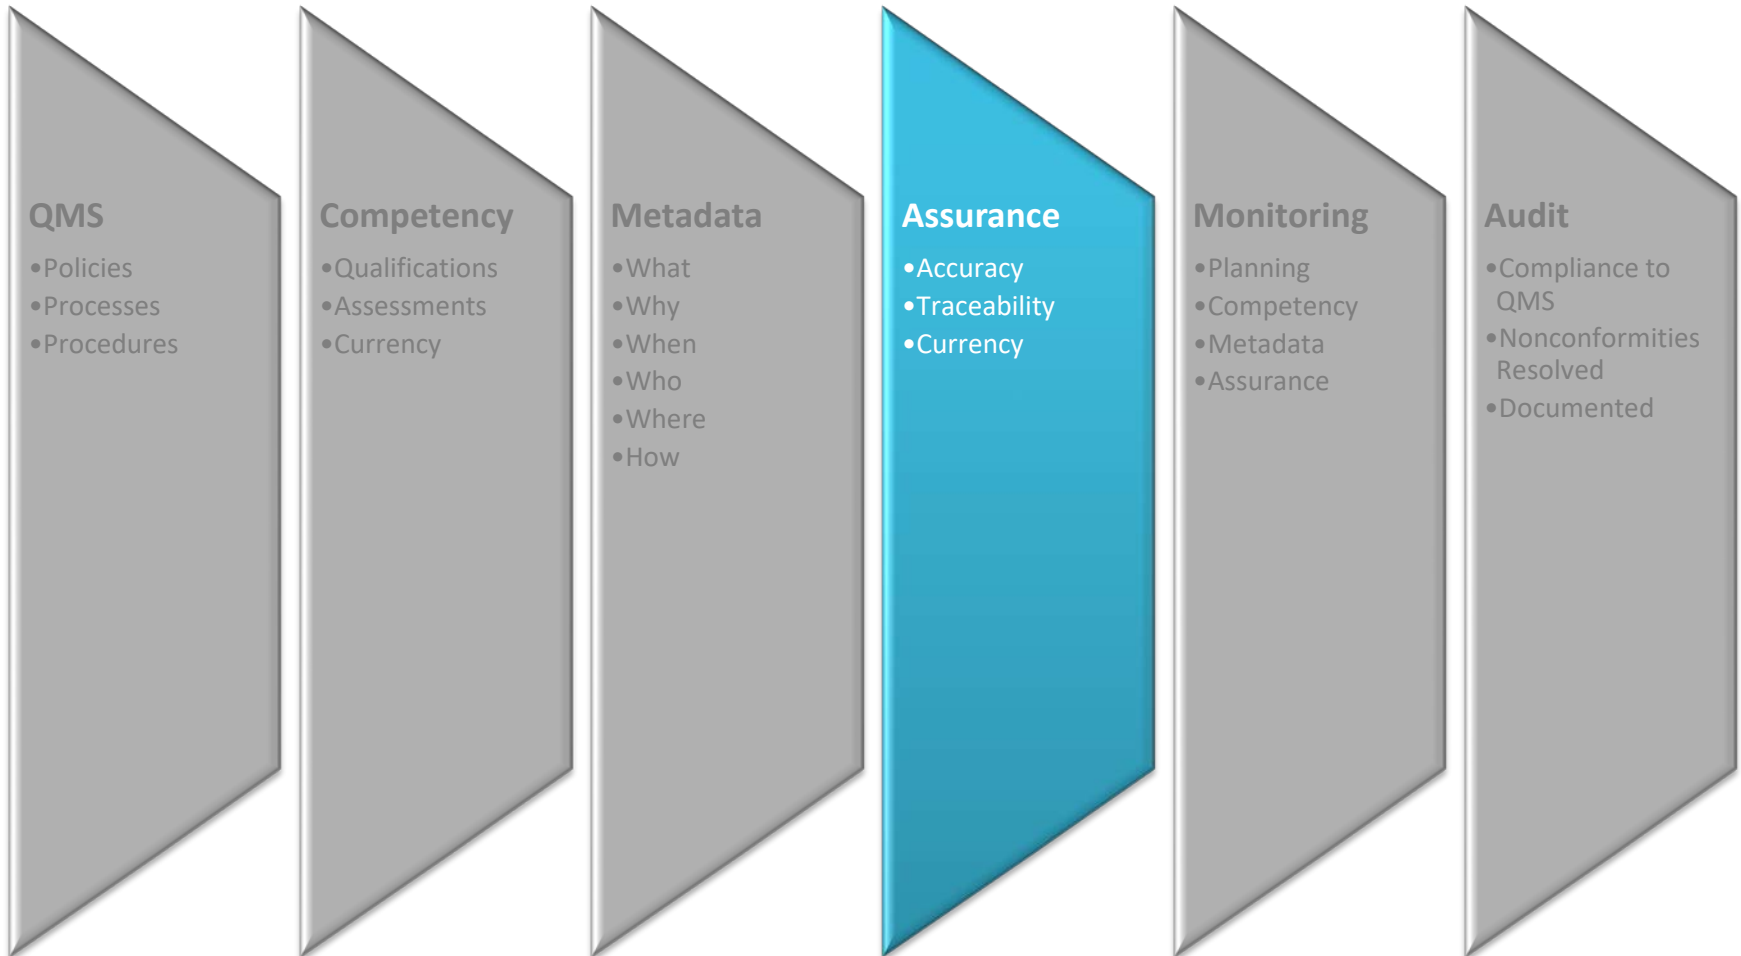 QMS
•Policies
•Processes
•Procedures
Competency
•Qualifications
•Assessments
•Currency
Metadata
•What
•Why
•When
•Who
•Where
•How
Assurance
•Accuracy
•Traceability
•Currency
Monitoring
•Planning
•Competency
•Metadata
•Assurance
Audit
•Compliance to
QMS
•Nonconformities
Resolved
•Documented